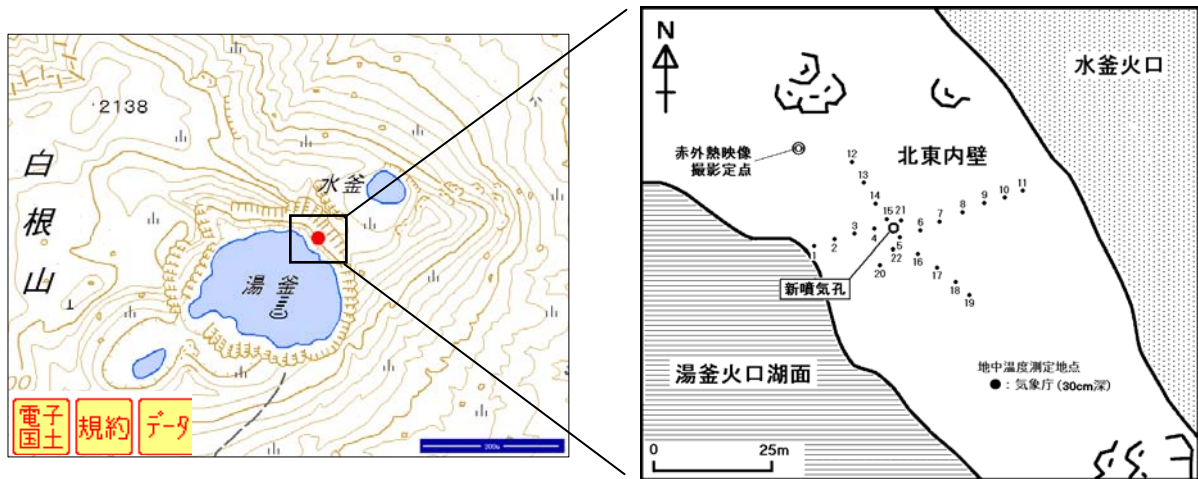 2138
白根山
水釜
湯釜
00
電子
国土
規約
データ
300m
N
水釜火口
赤外熱映像
撮影定点
北東内壁
12
13
14
15
21
11
10
9
8
7
6
5
4
3
2
1
22
20
16
17
18
19
新噴気孔
湯釜火口湖面
地中温度測定地点
●：気象庁（30cm深）
0
25m